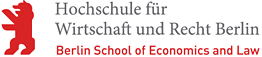 Hochschule für
Wirtschaft und Recht Berlin
Berlin School of Economics and Law